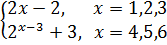 {2x − 2, x = 1,2,3
2^{x−3} + 3, x = 4,5,6